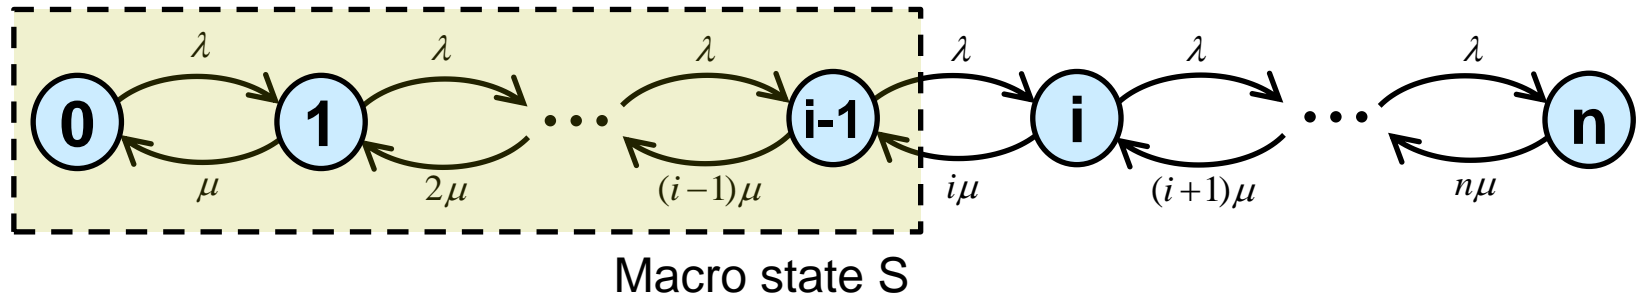 λ λ λ λ λ λ
0 1 ... i-1 i ... n
μ 2μ (i−1)μ iμ (i+1)μ nμ
Macro state S